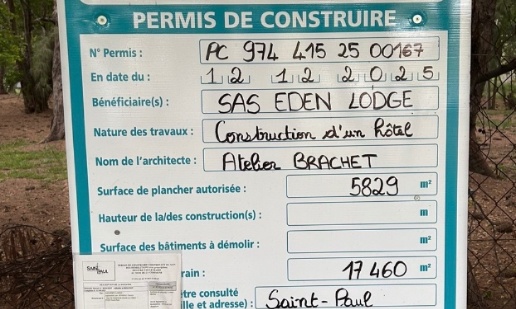 PERMIS DE CONSTRUIRE
N° Permis : PC 974 415 25 00167
En date du : 12 12 2025
Bénéficiaire(s) : SAS EDEN LODGE
Nature des travaux : Construction d'un hôtel
Nom de l'architecte : Atelier BRACHET
Surface de plancher autorisée : 5829 m²
Hauteur de la/des construction(s) : m
Surface des bâtiments à démolir : m²
rain : 17 460 m²
tre consulté
lle et adresse) : Saint-Paul